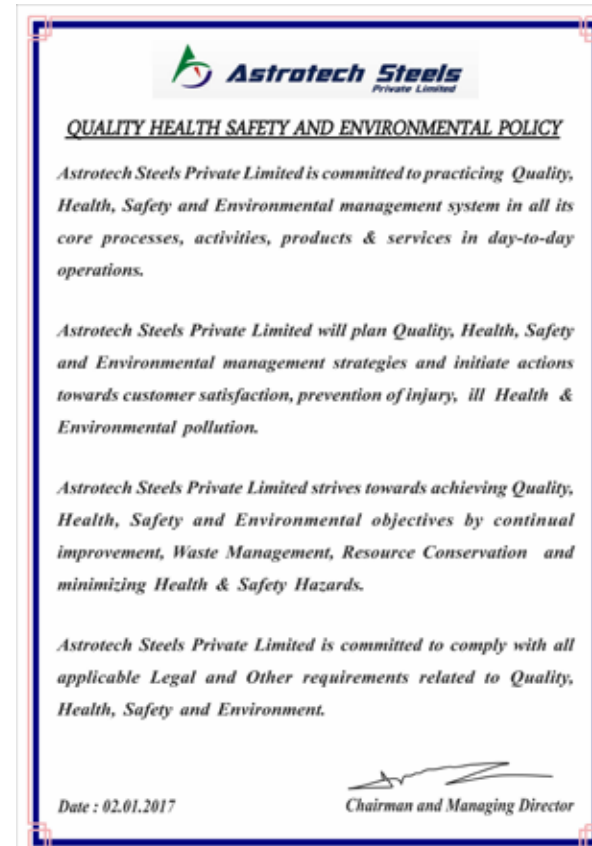 Astrotech Steels
Private Limited
QUALITY HEALTH SAFETY AND ENVIRONMENTAL POLICY
Astrotech Steels Private Limited is committed to practicing Quality,
Health, Safety and Environmental management system in all its
core processes, activities, products & services in day-to-day
operations.
Astrotech Steels Private Limited will plan Quality, Health, Safety
and Environmental management strategies and initiate actions
towards customer satisfaction, prevention of injury, ill Health &
Environmental pollution.
Astrotech Steels Private Limited strives towards achieving Quality,
Health, Safety and Environmental objectives by continual
improvement, Waste Management, Resource Conservation and
minimizing Health & Safety Hazards.
Astrotech Steels Private Limited is committed to comply with all
applicable Legal and Other requirements related to Quality,
Health, Safety and Environment.
Date : 02.01.2017
Chairman and Managing Director